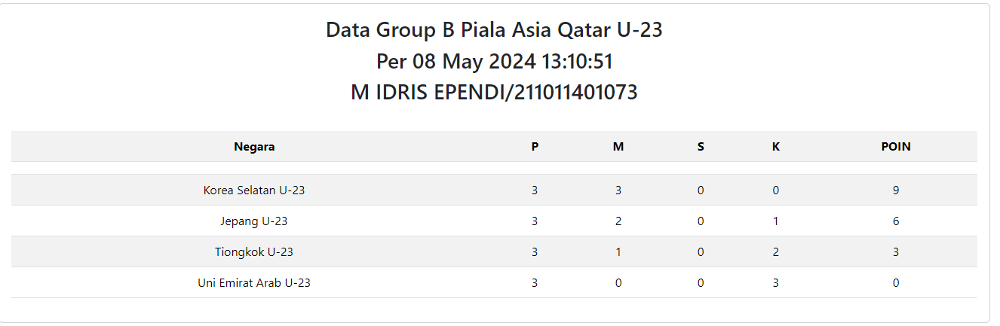 Data Group B Piala Asia Qatar U-23
Per 08 May 2024 13:10:51
M IDRIS EPENDI/211011401073
Negara P M S K POIN
Korea Selatan U-23 3 3 0 0 9
Jepang U-23 3 2 0 1 6
Tiongkok U-23 3 1 0 2 3
Uni Emirat Arab U-23 3 0 0 3 0